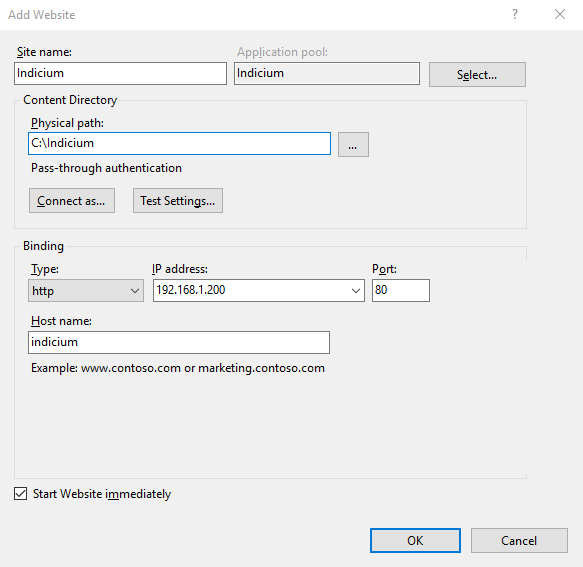 Add Website
?
Site name: Application pool:
Indicium Indicium Select...
Content Directory
Physical path:
C:\Indicium ...
Pass-through authentication
Connect as... Test Settings...
Binding
Type: IP address: Port:
http 192.168.1.200 80
Host name:
indicium
Example: www.contoso.com or marketing.contoso.com
Start Website immediately
OK Cancel